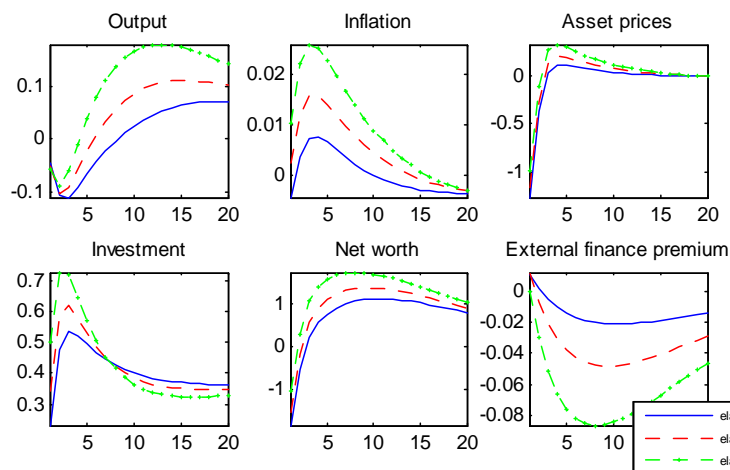 Output Inflation Asset prices
0.1 0.02 0
0 0.01 -0.5
-0.1 0 -1
5 10 15 20 5 10 15 20 5 10 15 20
Investment Net worth External finance premium
0.7 1 0
0.6 0 -0.02
0.5 -1 -0.04
0.4 -0.06
0.3 -0.08
5 10 15 20 5 10 15 20 5 10
ela
ela
ela